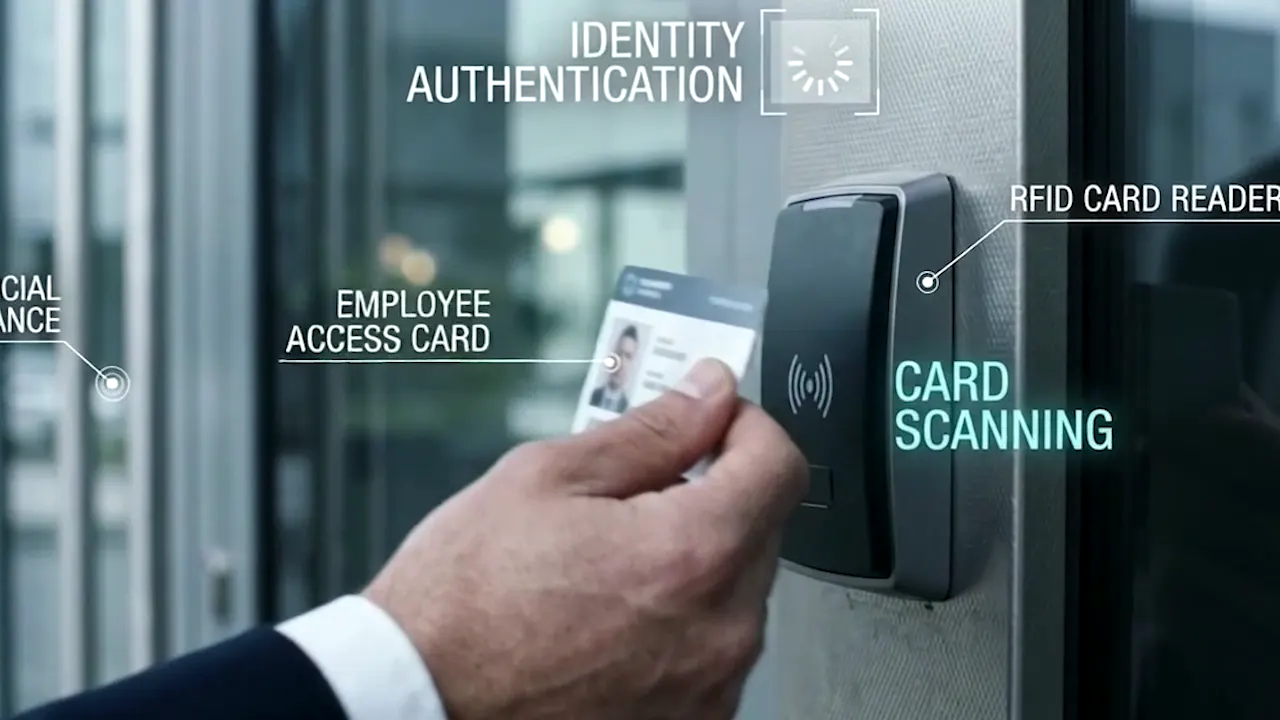 IDENTITY
AUTHENTICATION
RFID CARD READER
CIAL
ANCE
EMPLOYEE
ACCESS CARD
CARD
SCANNING